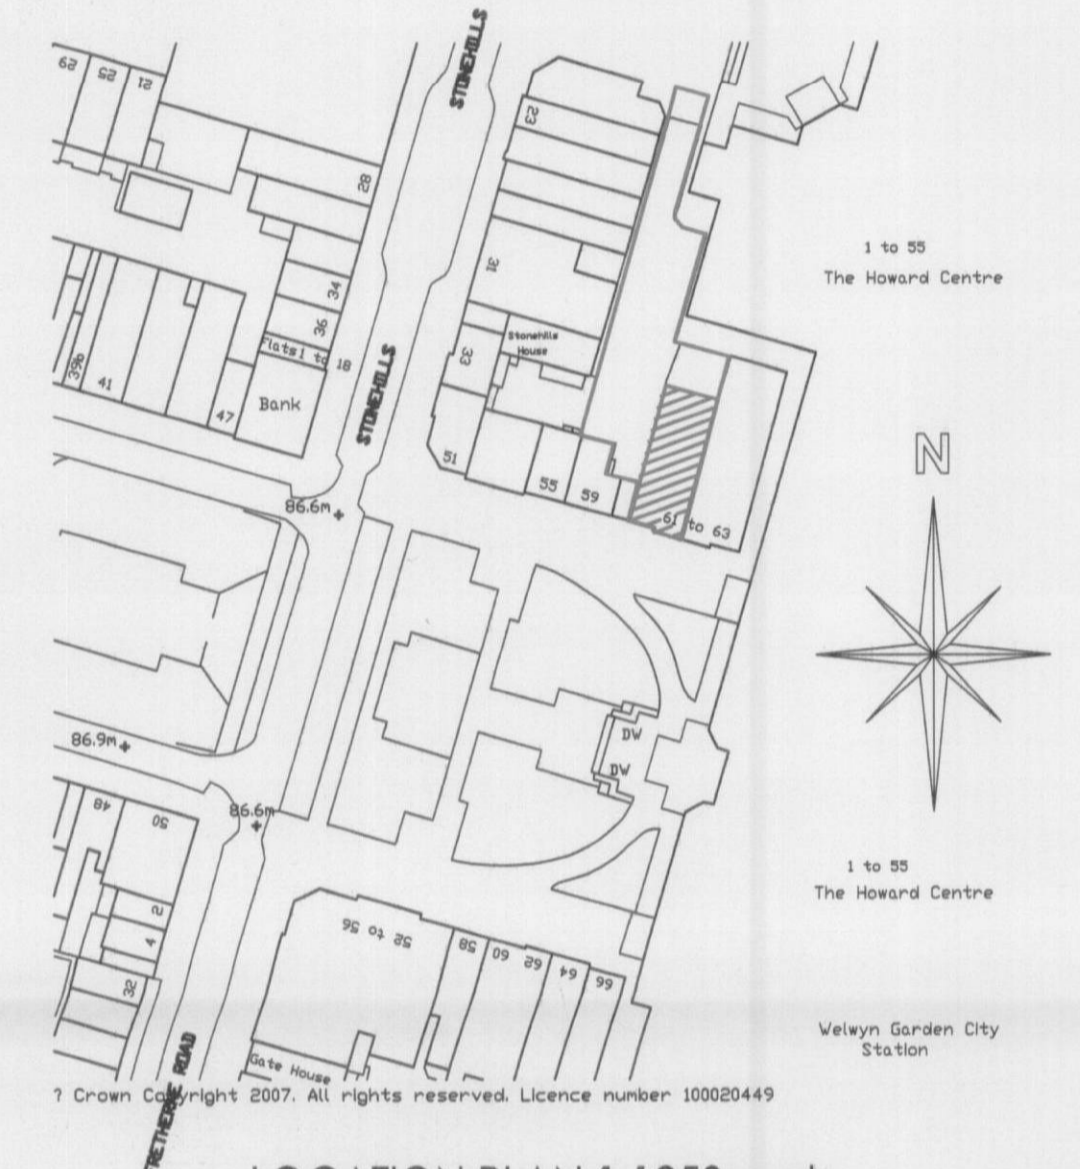 STONEHILLS
29
25
21
23
28
1 to 55
The Howard Centre
31
34
36
Stonehills
House
33
Flats 1 to
18
STONEHILLS
39b
41
47
Bank
51
55
59
61 to 63
N
86.6m
DW
DW
86.9m
86.6m
48
50
2
4
32
1 to 55
The Howard Centre
52 to 56
58
60
62
64
66
Welwyn Garden City
Station
Gate House
? Crown Copyright 2007. All rights reserved. Licence number 100020449